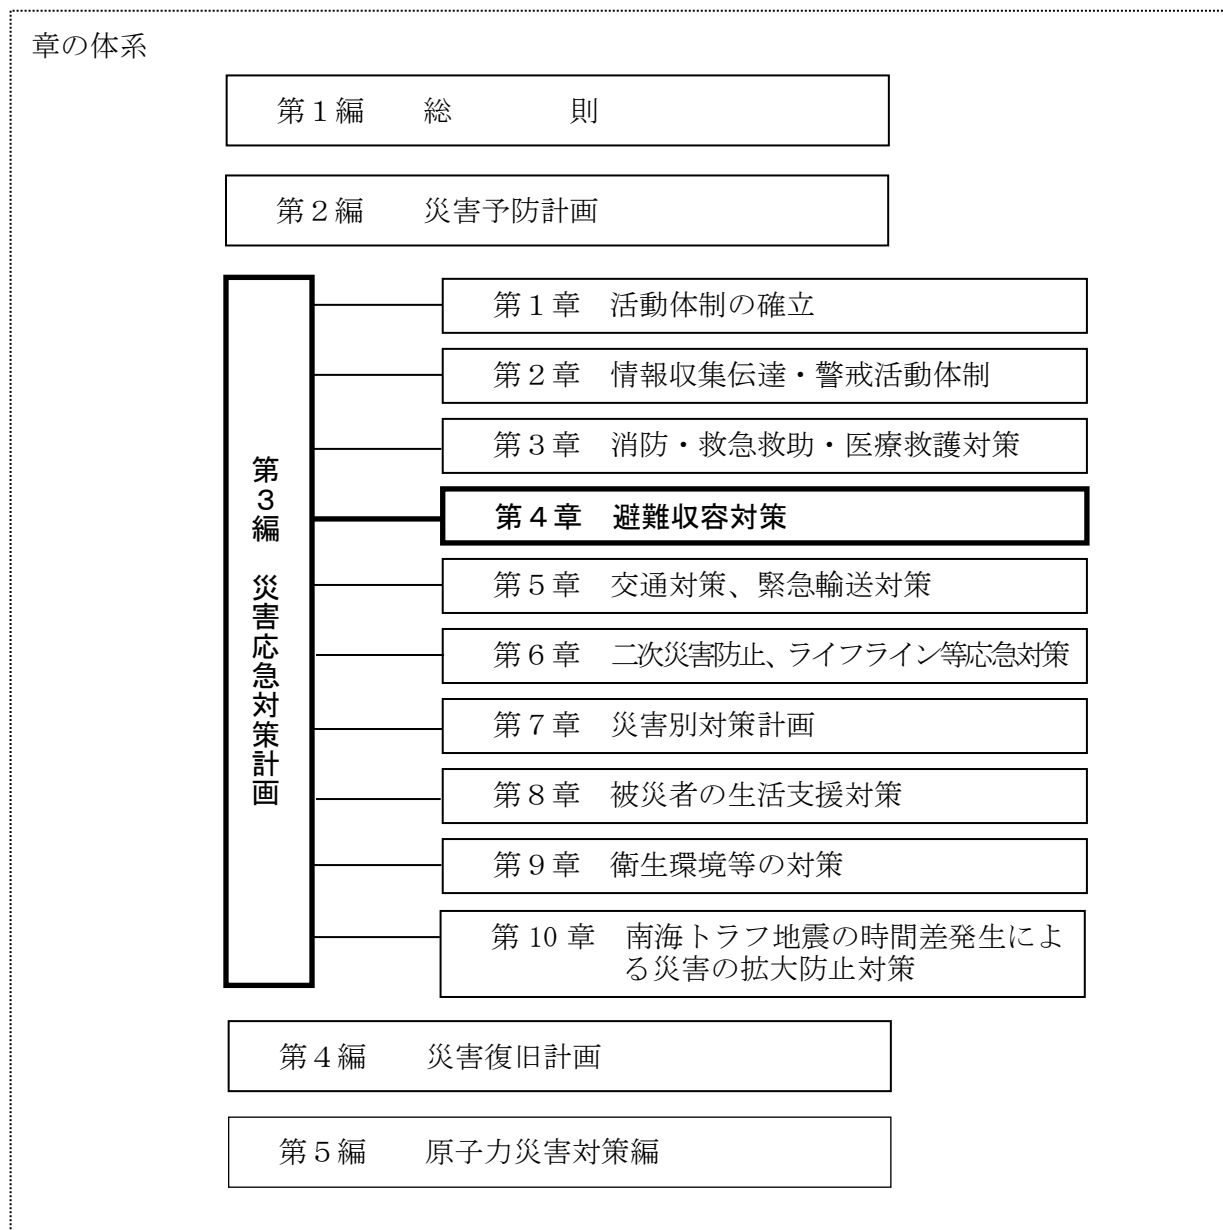 章の体系
第１編　総　　　則
第２編　災害予防計画
第３編　災害応急対策計画
第１章　活動体制の確立
第２章　情報収集伝達・警戒活動体制
第３章　消防・救急救助・医療救護対策
第４章　避難収容対策
第５章　交通対策、緊急輸送対策
第６章　二次災害防止、ライフライン等応急対策
第７章　災害別対策計画
第８章　被災者の生活支援対策
第９章　衛生環境等の対策
第 10 章　南海トラフ地震の時間差発生によ
る災害の拡大防止対策
第４編　災害復旧計画
第５編　原子力災害対策編